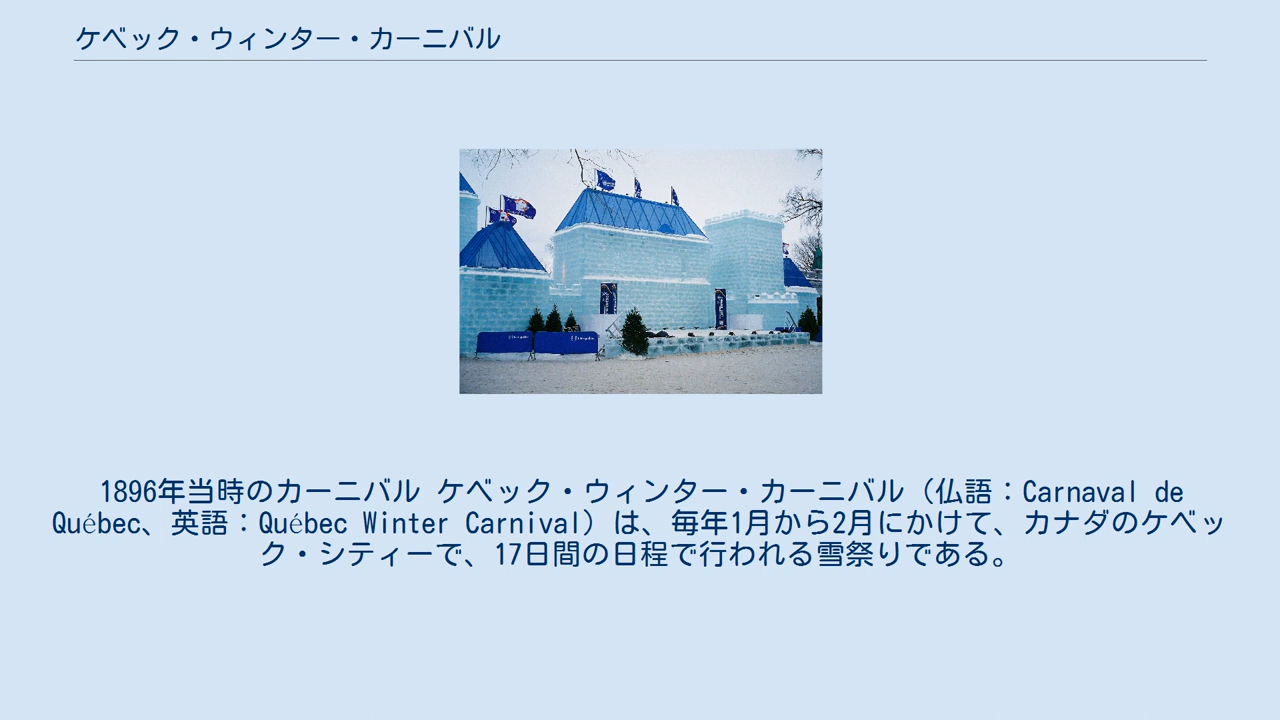 ケベック・ウィンター・カーニバル
1896年当時のカーニバル ケベック・ウィンター・カーニバル（仏語：Carnaval de
Québec、英語：Québec Winter Carnival）は、毎年1月から2月にかけて、カナダのケベッ
ク・シティーで、17日間の日程で行われる雪祭りである。